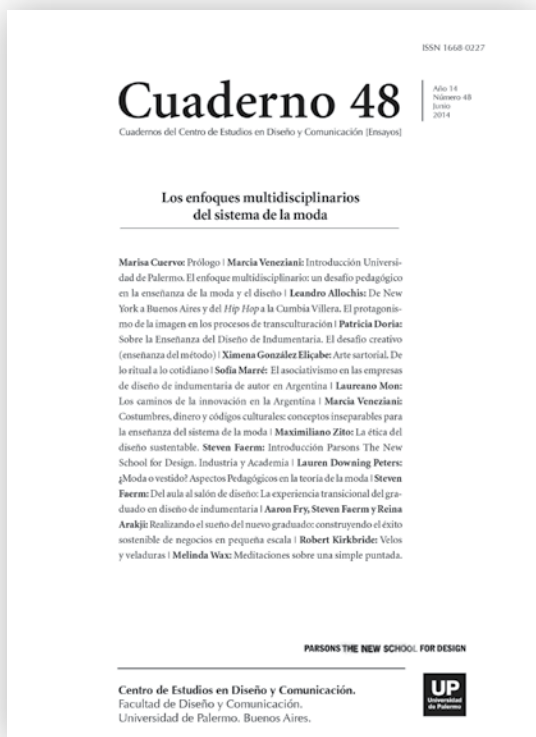 ISSN 1668-0227
Cuaderno 48
Año 14
Número 48
Junio
2014
Cuadernos del Centro de Estudios en Diseño y Comunicación [Ensayos]
Los enfoques multidisciplinarios
del sistema de la moda
Marisa Cuervo: Prólogo | Marcia Veneziani: Introducción Universi-
dad de Palermo. El enfoque multidisciplinario: un desafío pedagógico
en la enseñanza de la moda y el diseño | Leandro Allochis: De New
York a Buenos Aires y del Hip Hop a la Cumbia Villera. El protagonis-
mo de la imagen en los procesos de transculturación | Patricia Doria:
Sobre la Enseñanza del Diseño de Indumentaria. El desafío creativo
(enseñanza del método) | Ximena González Eliçabe: Arte sartorial. De
lo ritual a lo cotidiano | Sofía Marré: El asociativismo en las empresas
de diseño de indumentaria de autor en Argentina | Laureano Mon:
Los caminos de la innovación en la Argentina | Marcia Veneziani:
Costumbres, dinero y códigos culturales: conceptos inseparables para
la enseñanza del sistema de la moda | Maximiliano Zito: La ética del
diseño sustentable. Steven Faerm: Introducción Parsons The New
School for Design. Industria y Academia | Lauren Downing Peters:
¿Moda o vestido? Aspectos Pedagógicos en la teoría de la moda | Steven
Faerm: Del aula al salón de diseño: La experiencia transicional del gra-
duado en diseño de indumentaria | Aaron Fry, Steven Faerm y Reina
Arakji: Realizando el sueño del nuevo graduado: construyendo el éxito
sostenible de negocios en pequeña escala | Robert Kirkbride: Velos
y veladuras | Melinda Wax: Meditaciones sobre una simple puntada.
PARSONS THE NEW SCHOOL FOR DESIGN
Centro de Estudios en Diseño y Comunicación.
Facultad de Diseño y Comunicación.
Universidad de Palermo. Buenos Aires.
UP
Universidad
de Palermo